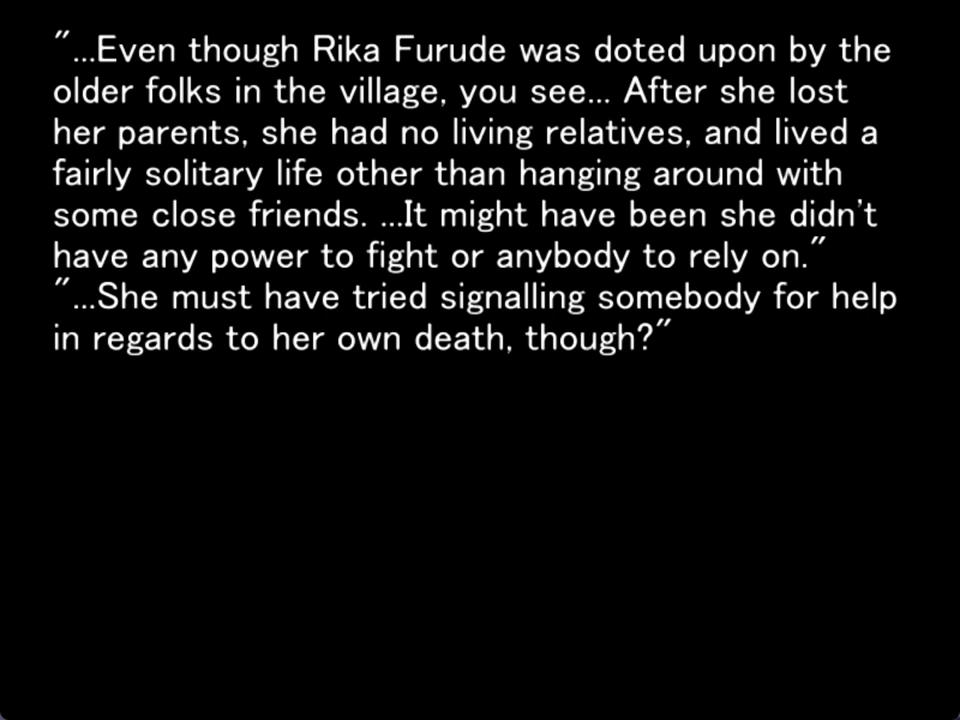 "...Even though Rika Furude was doted upon by the
older folks in the village, you see... After she lost
her parents, she had no living relatives, and lived a
fairly solitary life other than hanging around with
some close friends. ...It might have been she didn't
have any power to fight or anybody to rely on."
"...She must have tried signalling somebody for help
in regards to her own death, though?"